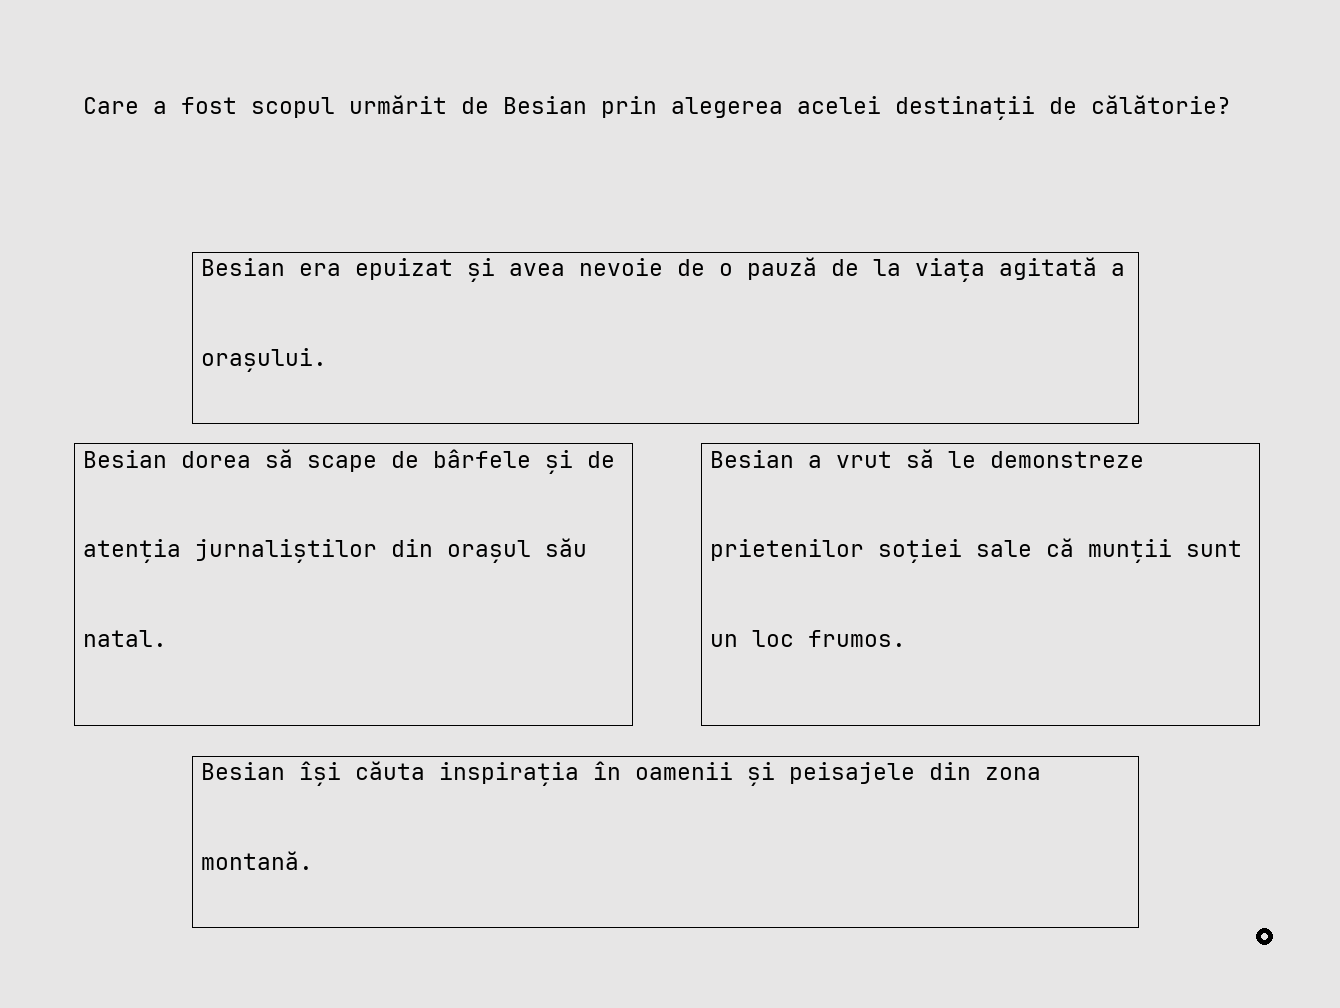 Care a fost scopul urmărit de Besian prin alegerea acelei destinații de călătorie?
Besian era epuizat și avea nevoie de o pauză de la viața agitată a
orașului.
Besian dorea să scape de bârfele și de
atenția jurnaliștilor din orașul său
natal.
Besian a vrut să le demonstreze
prietenilor soției sale că munții sunt
un loc frumos.
Besian își căuta inspirația în oamenii și peisajele din zona
montană.